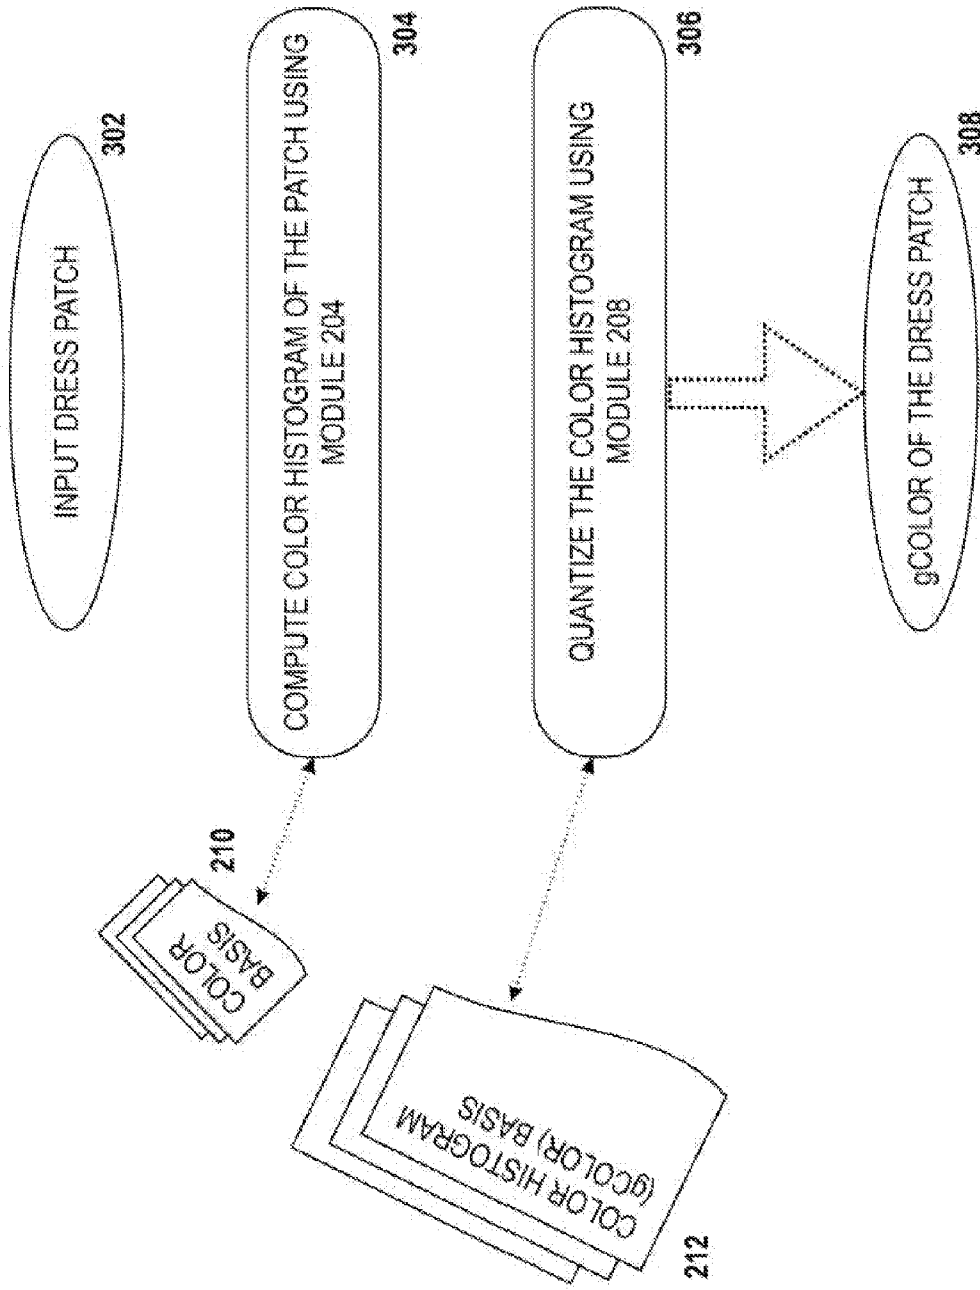 INPUT DRESS PATCH
302
COMPUTE COLOR HISTOGRAM OF THE PATCH USING
MODULE 204
304
210
COLOR
BASIS
QUANTIZE THE COLOR HISTOGRAM USING
MODULE 208
306
COLOR HISTOGRAM
(gCOLOR) BASIS
212
gCOLOR OF THE DRESS PATCH
308